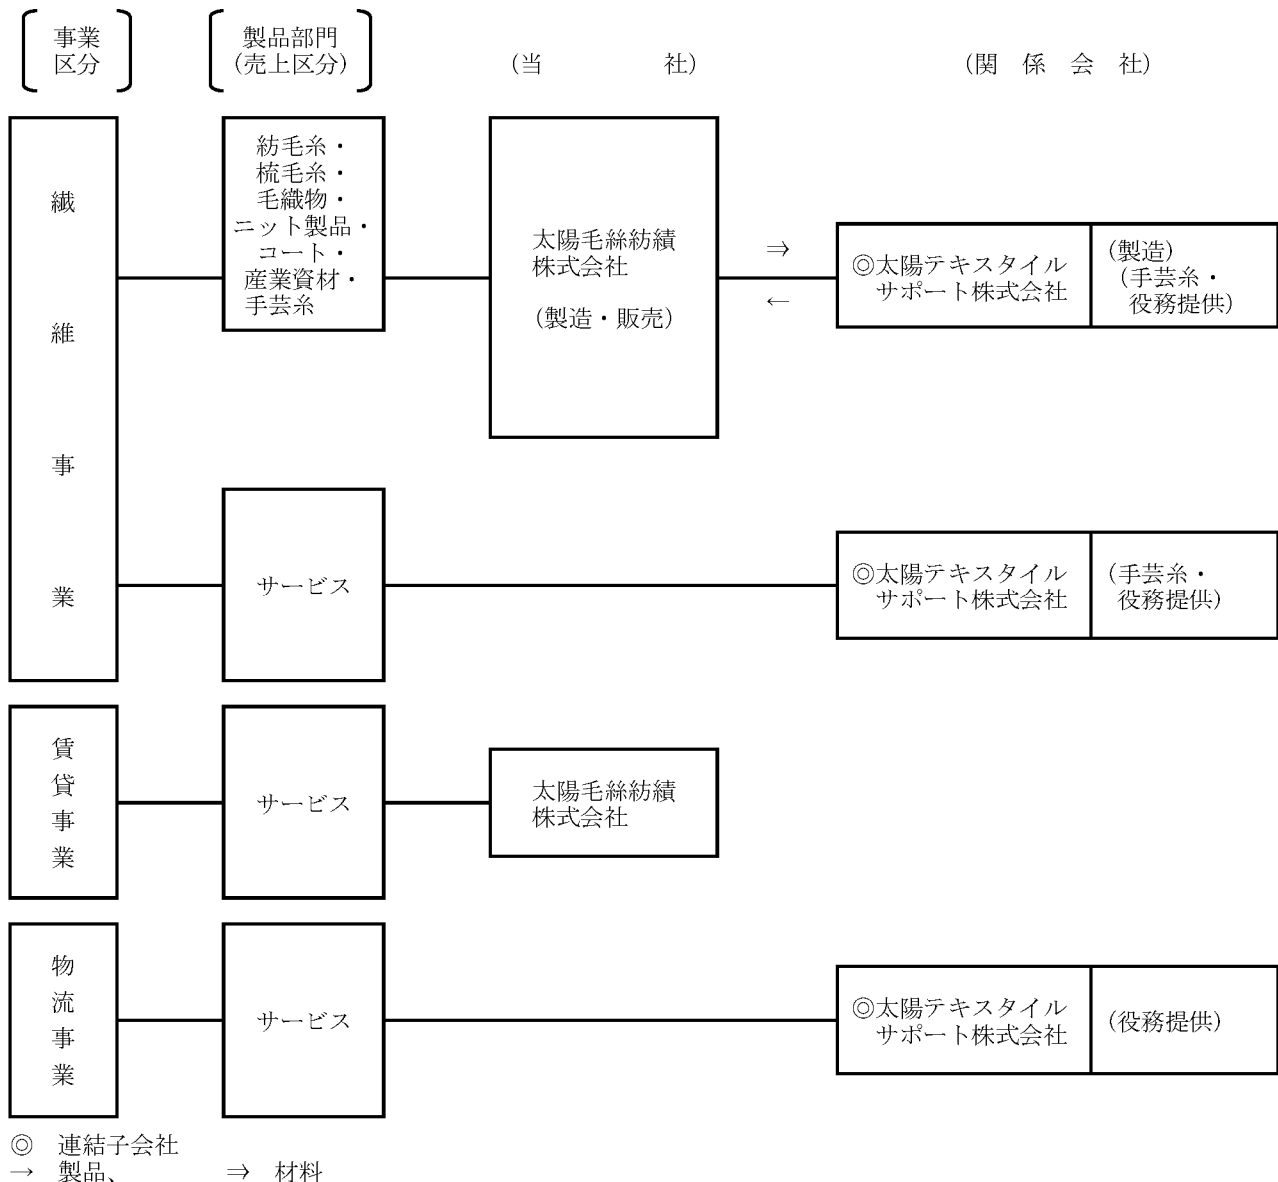 事業
区分
製品部門
(売上区分)
(当　　　　　社)
(関　係　会　社)
繊維事業
紡毛糸・
梳毛糸・
毛織物・
ニット製品・
コート・
産業資材・
手芸糸
太陽毛絲紡績
株式会社
(製造・販売)
⇒
←
◎太陽テキスタイル
サポート株式会社
(製造)
(手芸糸・
役務提供)
サービス
◎太陽テキスタイル
サポート株式会社
(手芸糸・
役務提供)
賃貸事業
サービス
太陽毛絲紡績
株式会社
物流事業
サービス
◎太陽テキスタイル
サポート株式会社
(役務提供)
◎　連結子会社
→　製品、　　　　⇒　材料